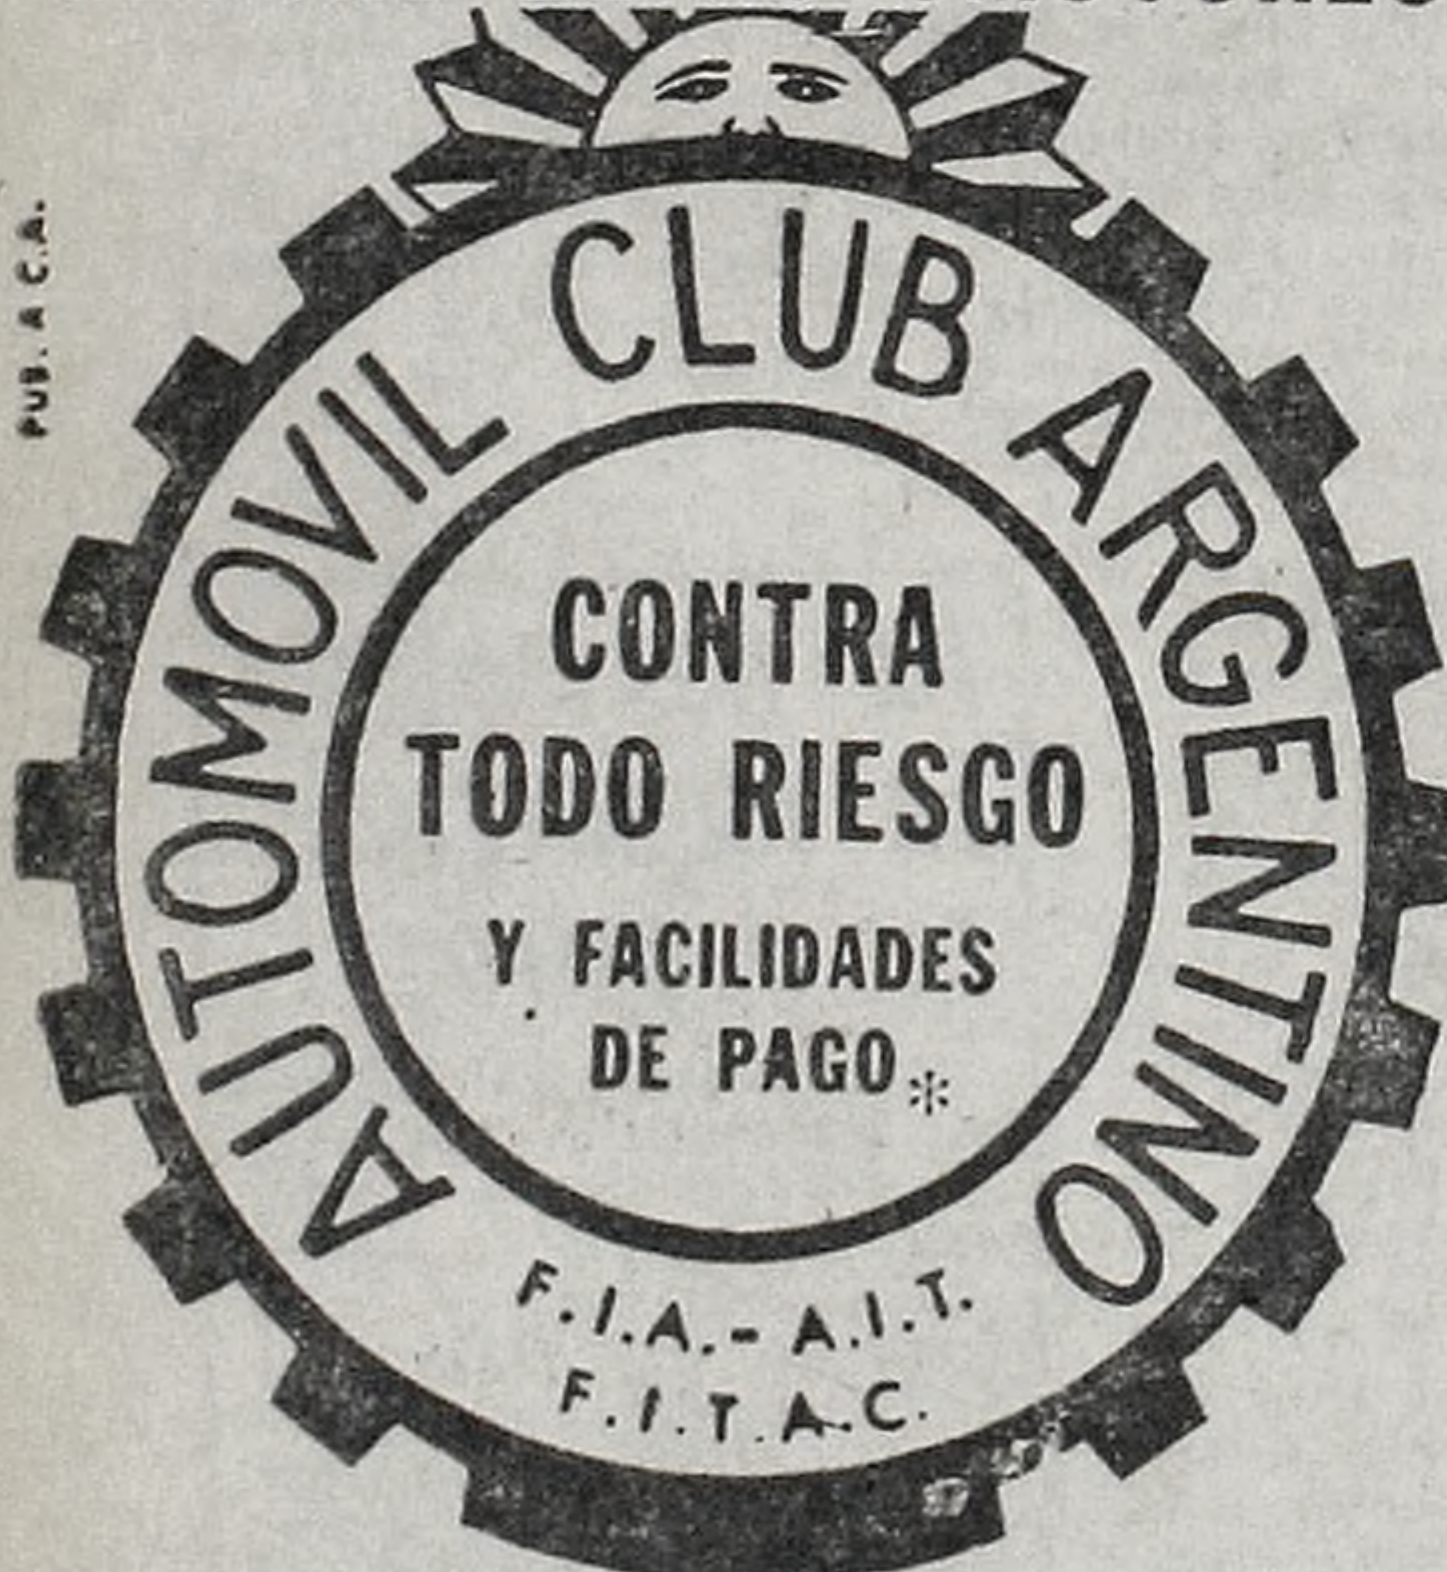 PUB. A C.A.
AUTOMOVIL CLUB ARGENTINO
CONTRA
TODO RIESGO
Y FACILIDADES
DE PAGO*
F.I.A.-A.I.T.
F.I.T.A.C.